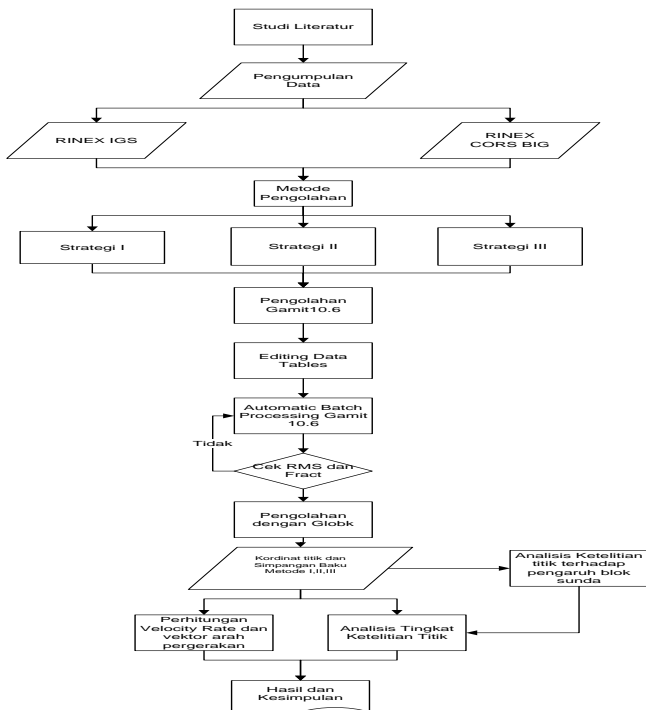 Studi Literatur
Pengumpulan
Data
RINEX IGS
RINEX
CORS BIG
Metode
Pengolahan
Strategi I
Strategi II
Strategi III
Pengolahan
Gamit10.6
Editing Data
Tables
Automatic Batch
Processing Gamit
10.6
Tidak
Cek RMS dan
Fract
Pengolahan
dengan Globk
Kordinat titik dan
Simpangan Baku
Metode I,II,III
Analisis Ketelitian
titik terhadap
pengaruh blok
sunda
Perhitungan
Velocity Rate dan
vektor arah
pergerakan
Analisis Tingkat
Ketelitian Titik
Hasil dan
Kesimpulan